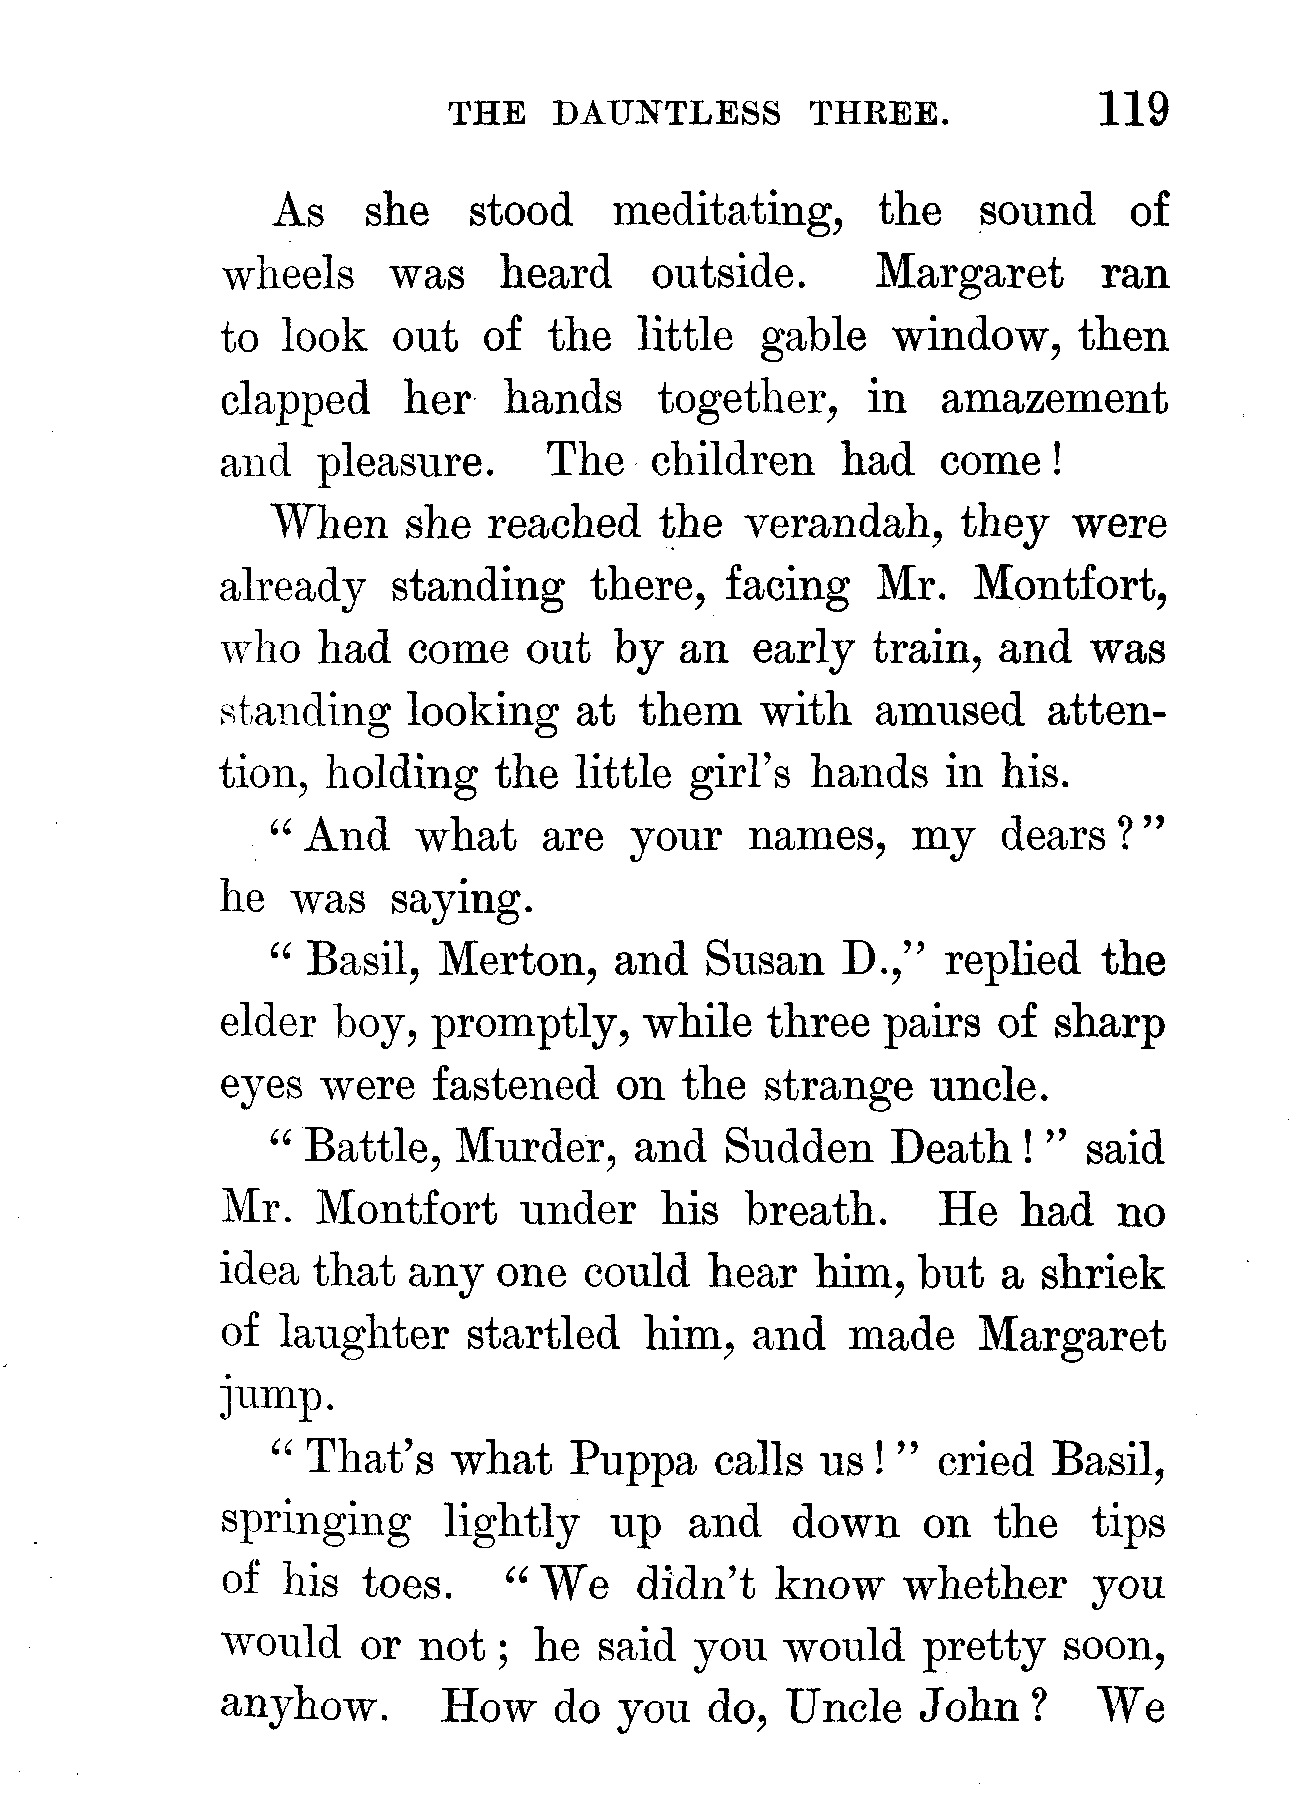 THE DAUNTLESS THREE. 119
As she stood meditating, the sound of
wheels was heard outside. Margaret ran
to look out of the little gable window, then
clapped her hands together, in amazement
and pleasure. The children had come!
When she reached the verandah, they were
already standing there, facing Mr. Montfort,
who had come out by an early train, and was
standing looking at them with amused atten-
tion, holding the little girl's hands in his.
"And what are your names, my dears?"
he was saying.
"Basil, Merton, and Susan D.," replied the
elder boy, promptly, while three pairs of sharp
eyes were fastened on the strange uncle.
"Battle, Murder, and Sudden Death!" said
Mr. Montfort under his breath. He had no
idea that any one could hear him, but a shriek
of laughter startled him, and made Margaret
jump.
"That's what Puppa calls us!" cried Basil,
springing lightly up and down on the tips
of his toes. "We didn't know whether you
would or not; he said you would pretty soon,
anyhow. How do you do, Uncle John? We